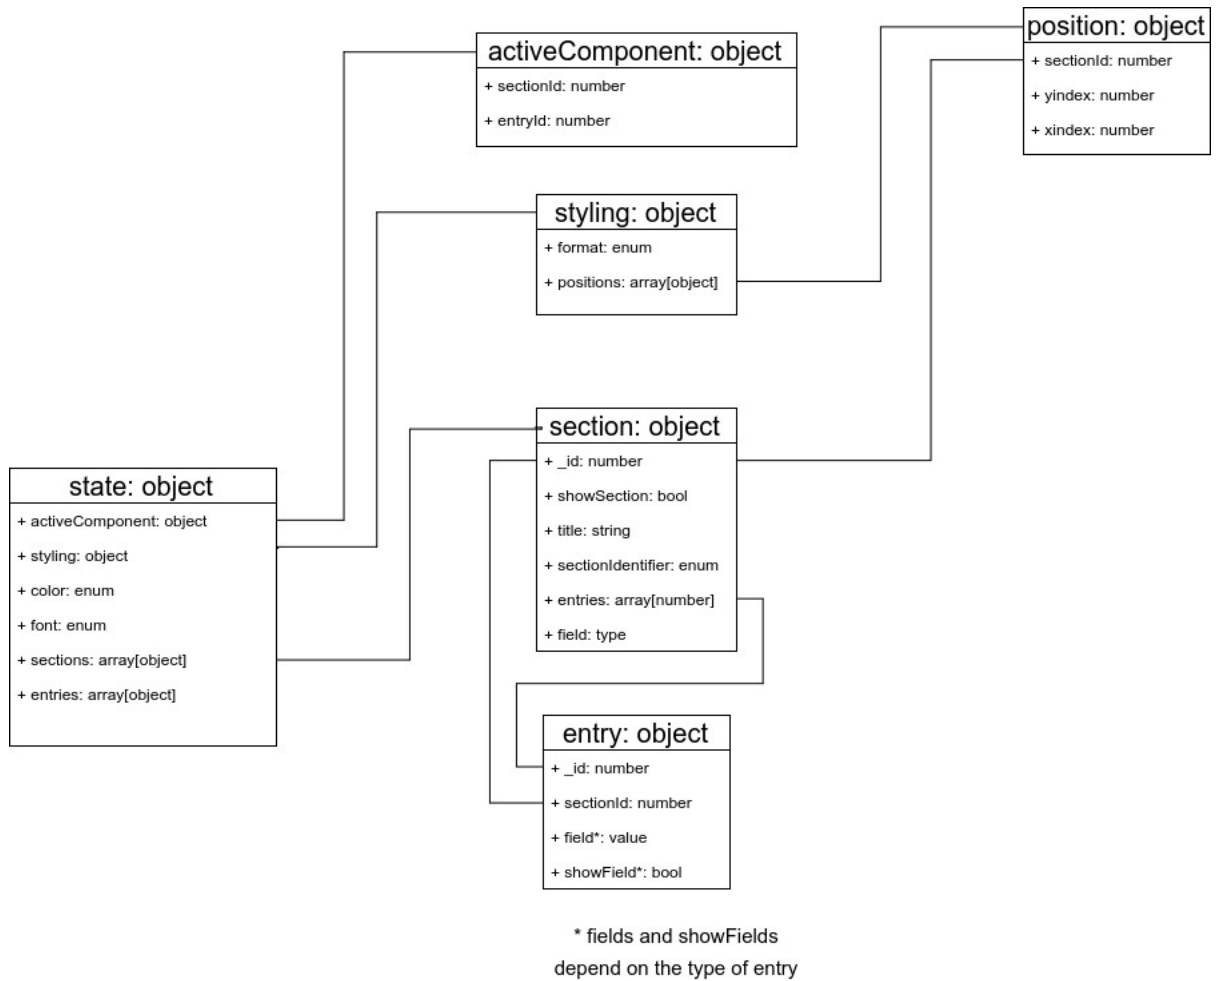 activeComponent: object
+ sectionId: number
+ entryId: number
position: object
+ sectionId: number
+ yindex: number
+ xindex: number
styling: object
+ format: enum
+ positions: array[object]
section: object
+ _id: number
+ showSection: bool
+ title: string
+ sectionIdentifier: enum
+ entries: array[number]
+ field: type
state: object
+ activeComponent: object
+ styling: object
+ color: enum
+ font: enum
+ sections: array[object]
+ entries: array[object]
entry: object
+ _id: number
+ sectionId: number
+ field*: value
+ showField*: bool
* fields and showFields
depend on the type of entry